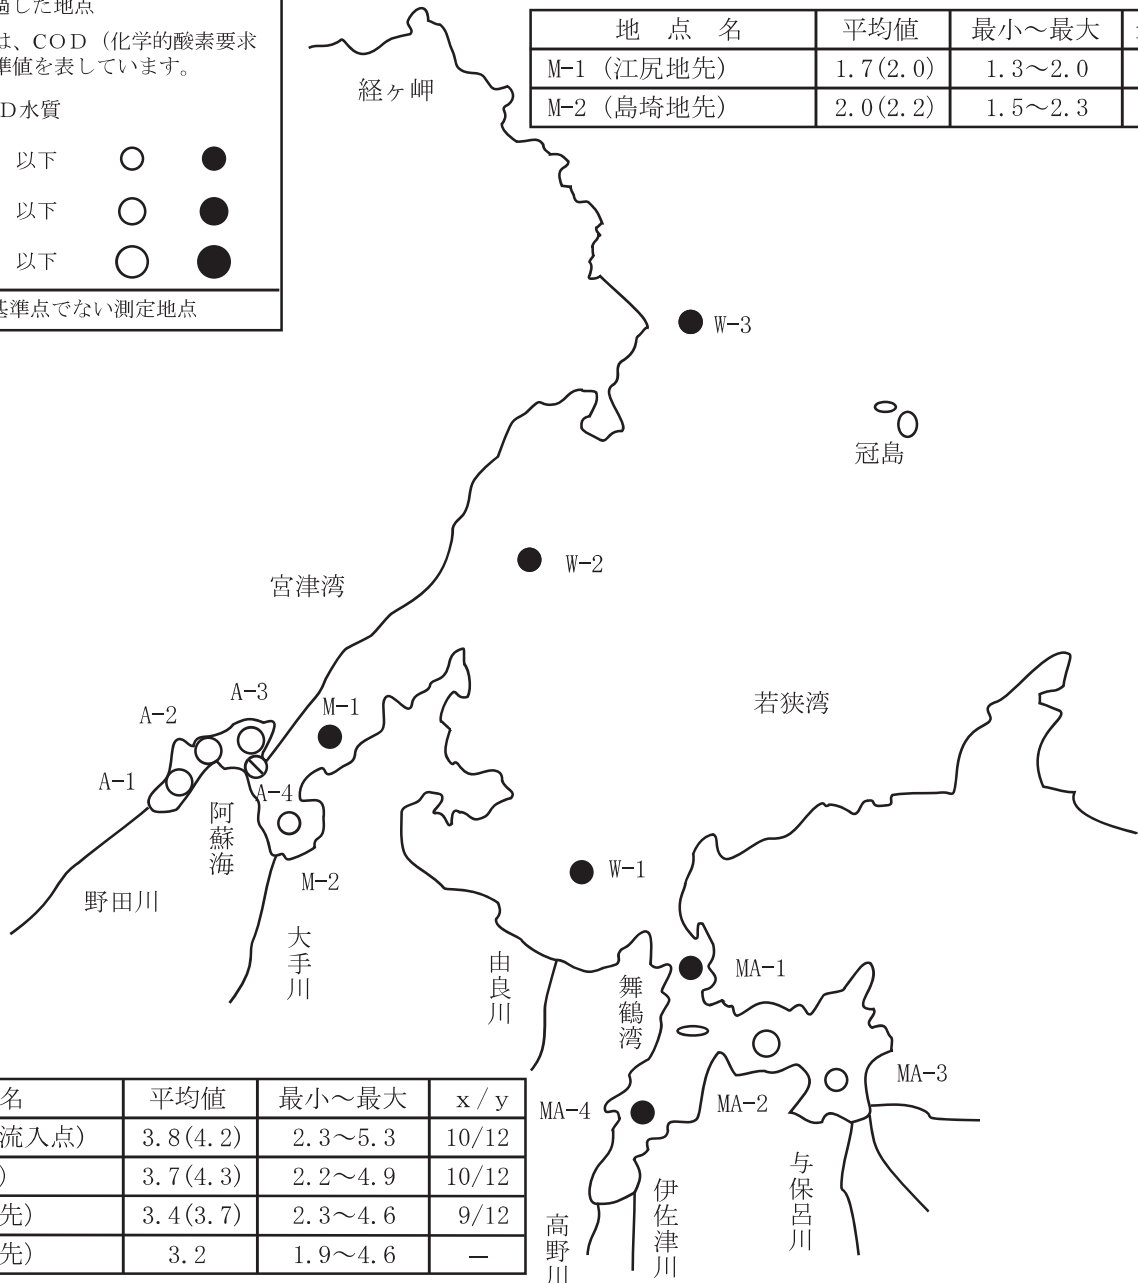 過した地点
は、COD（化学的酸素要求
準値を表しています。
D水質
以下
以下
以下
基準点でない測定地点
地 点 名 平均値 最小～最大
M-1（江尻地先） 1.7(2.0) 1.3～2.0
M-2（島埼地先） 2.0(2.2) 1.5～2.3
経ヶ岬
W-3
冠島
W-2
宮津湾
若狭湾
A-3
M-1
A-2
A-1
A-4
阿蘇海
M-2
野田川
W-1
大手川
由良川
舞鶴湾
MA-1
MA-3
MA-2
MA-4
与保呂川
伊佐津川
高野川
名 平均値 最小～最大 x/y
流入点） 3.8(4.2) 2.3～5.3 10/12
） 3.7(4.3) 2.2～4.9 10/12
先） 3.4(3.7) 2.3～4.6 9/12
先） 3.2 1.9～4.6 －